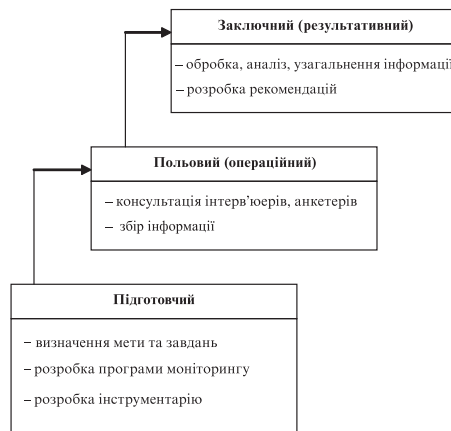 Заключний (результативний)
– обробка, аналіз, узагальнення інформації
– розробка рекомендацій
Польовий (операційний)
– консультація інтерв’юерів, анкетерів
– збір інформації
Підготовчий
– визначення мети та завдань
– розробка програми моніторингу
– розробка інструментарію